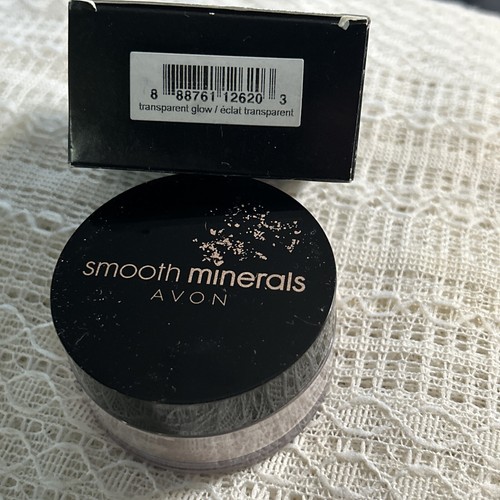 8 88761 12620 3
transparent glow / éclat transparent
smooth minerals
AVON